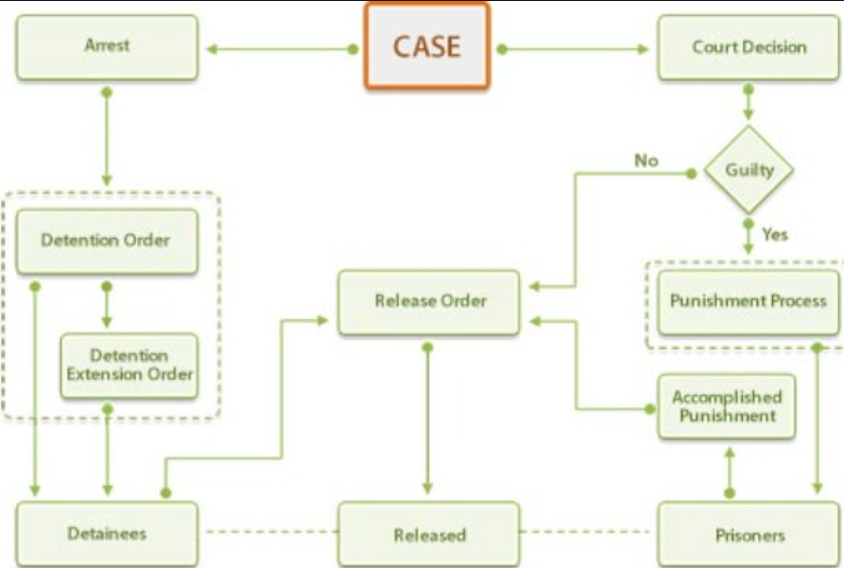 Arrest
CASE
Court Decision
No
Guilty
Yes
Detention Order
Release Order
Punishment Process
Detention
Extension Order
Accomplished
Punishment
Detainees
Released
Prisoners